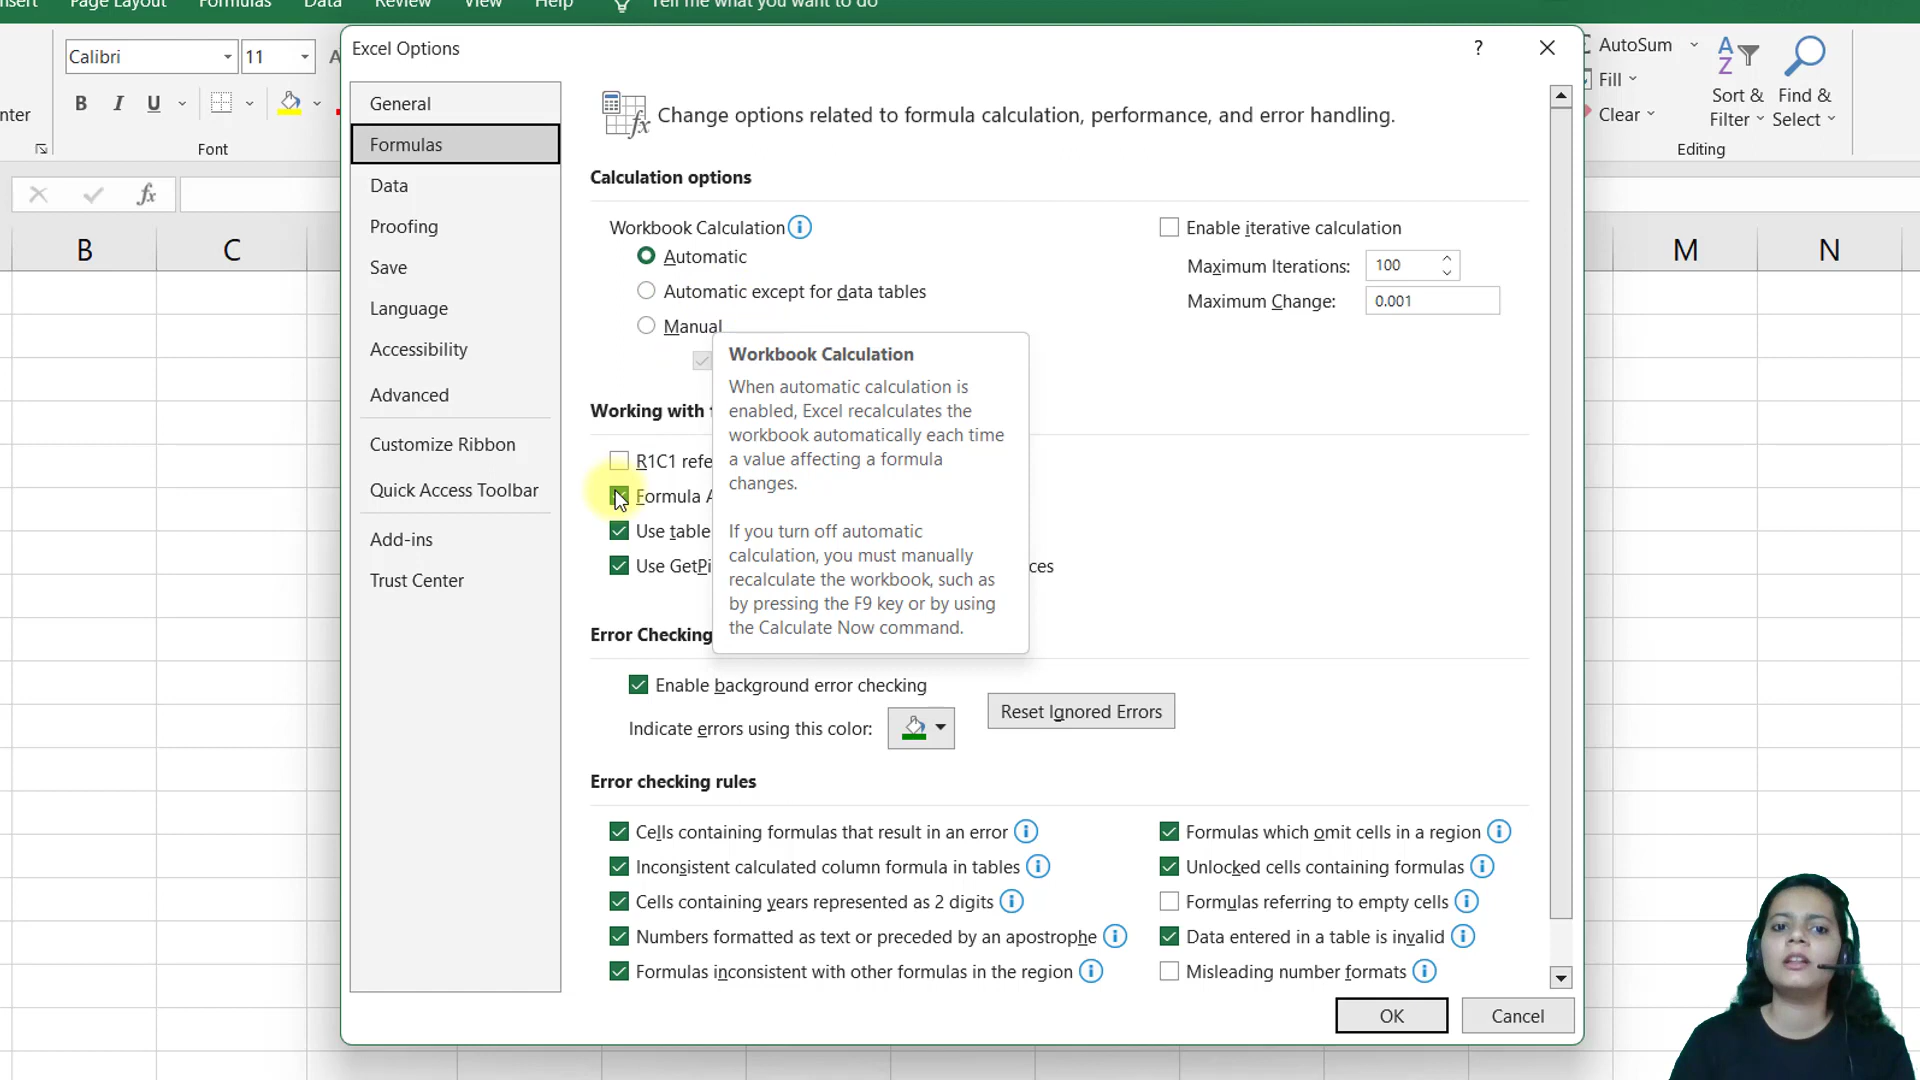 nsert Page Layout Formulas Data Review View Help Tell me what you want to do
Calibri 11
B I U
nter
Font
fx
B C M N
AutoSum
Fill
Clear
Sort & Filter
Find & Select
Editing
Excel Options
?
General
Formulas
Data
Proofing
Save
Language
Accessibility
Advanced
Customize Ribbon
Quick Access Toolbar
Add-ins
Trust Center
Change options related to formula calculation, performance, and error handling.
Calculation options
Workbook Calculation
Automatic
Automatic except for data tables
Manual
Enable iterative calculation
Maximum Iterations: 100
Maximum Change: 0.001
Workbook Calculation
When automatic calculation is
enabled, Excel recalculates the
workbook automatically each time
a value affecting a formula
changes.
If you turn off automatic
calculation, you must manually
recalculate the workbook, such as
by pressing the F9 key or by using
the Calculate Now command.
Working with f
R1C1 refe
Formula A
Use table
Use GetPi ces
Error Checking
Enable background error checking
Indicate errors using this color:
Reset Ignored Errors
Error checking rules
Cells containing formulas that result in an error
Inconsistent calculated column formula in tables
Cells containing years represented as 2 digits
Numbers formatted as text or preceded by an apostrophe
Formulas inconsistent with other formulas in the region
Formulas which omit cells in a region
Unlocked cells containing formulas
Formulas referring to empty cells
Data entered in a table is invalid
Misleading number formats
OK
Cancel